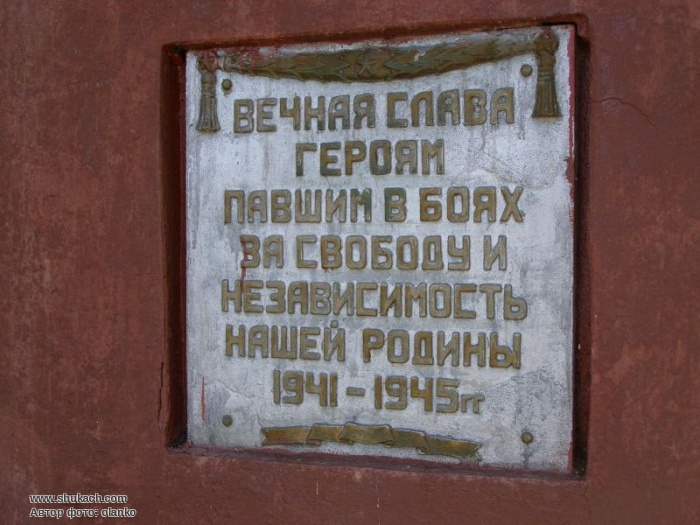 ВЕЧНАЯ СЛАВА
ГЕРОЯМ
ПАВШИМ В БОЯХ
ЗА СВОБОДУ И
НЕЗАВИСИМОСТЬ
НАШЕЙ РОДИНЫ
1941-1945гг
www.shukach.com
Автор фото: olanko